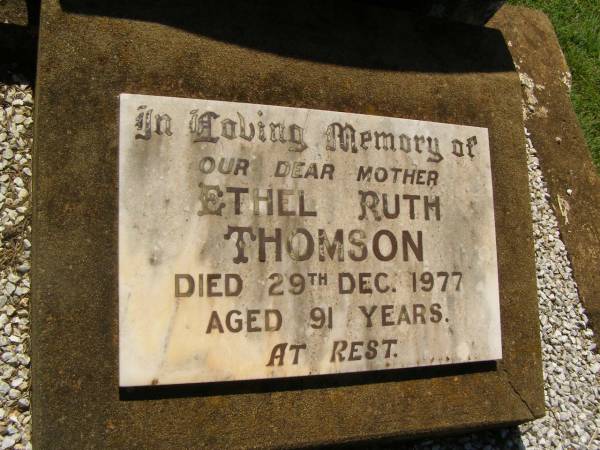 In Loving Memory of
OUR DEAR MOTHER
ETHEL RUTH
THOMSON
DIED 29TH DEC. 1977
AGED 91 YEARS.
AT REST.